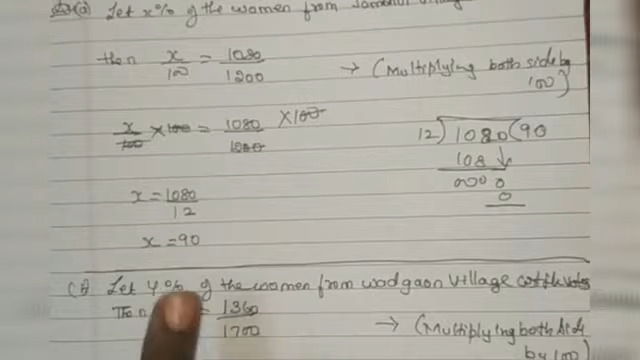 (a) Let x% of the women from
then x/100 = 1080/1200 → (Multiplying both side by 100)
x/100 × 100 = 1080/1200 × 100
12) 1080 (90
108 ↓
000 0
0
x = 1080/12
x = 90
Let y% of the women from Wadgaon Village
Then = 1360/1700 → (Multiplying both side by 100)